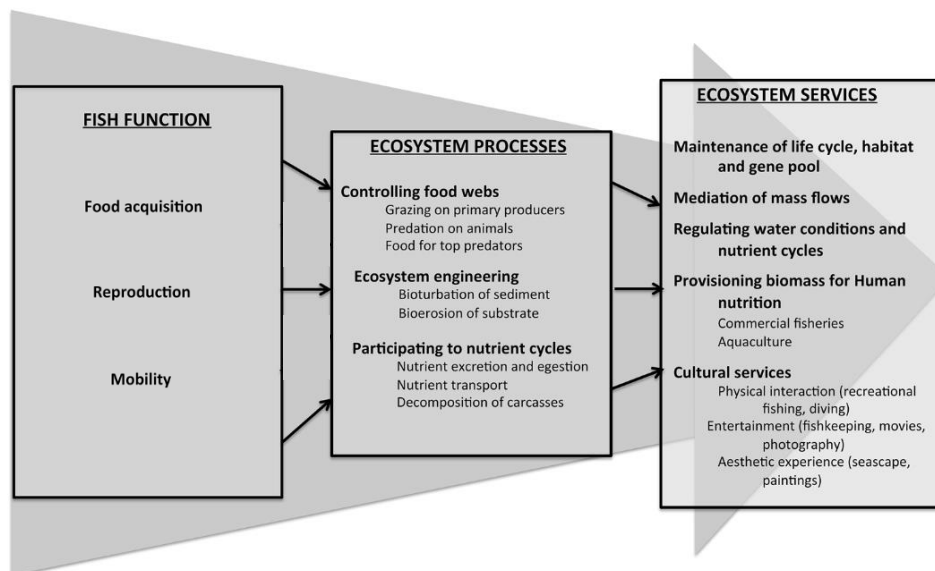 FISH FUNCTION
Food acquisition
Reproduction
Mobility
ECOSYSTEM PROCESSES
Controlling food webs
Grazing on primary producers
Predation on animals
Food for top predators
Ecosystem engineering
Bioturbation of sediment
Bioerosion of substrate
Participating to nutrient cycles
Nutrient excretion and egestion
Nutrient transport
Decomposition of carcasses
ECOSYSTEM SERVICES
Maintenance of life cycle, habitat
and gene pool
Mediation of mass flows
Regulating water conditions and
nutrient cycles
Provisioning biomass for Human
nutrition
Commercial fisheries
Aquaculture
Cultural services
Physical interaction (recreational
fishing, diving)
Entertainment (fishkeeping, movies,
photography)
Aesthetic experience (seascape,
paintings)